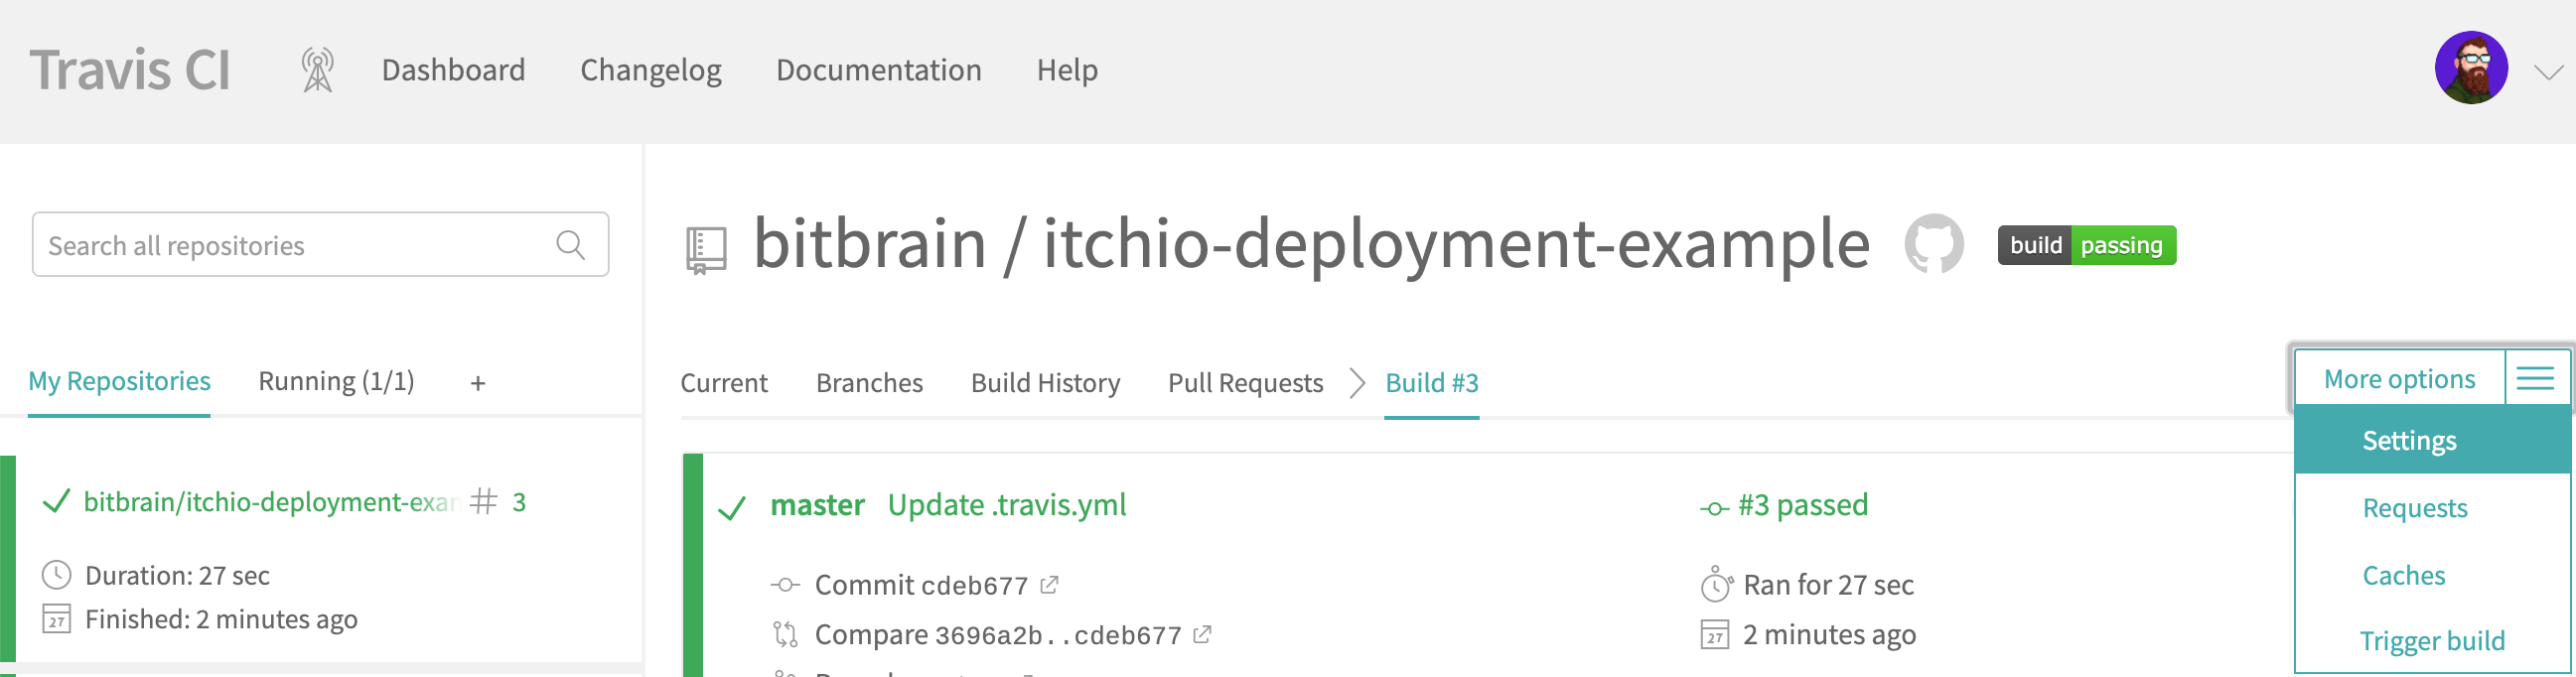 Travis CI Dashboard Changelog Documentation Help
Search all repositories
My Repositories Running (1/1) +
bitbrain/itchio-deployment-exam # 3
Duration: 27 sec
27 Finished: 2 minutes ago
bitbrain / itchio-deployment-example build passing
Current Branches Build History Pull Requests Build #3
More options
Settings
Requests
Caches
Trigger build
master Update .travis.yml
Commit cdeb677
Compare 3696a2b..cdeb677
#3 passed
Ran for 27 sec
27 2 minutes ago